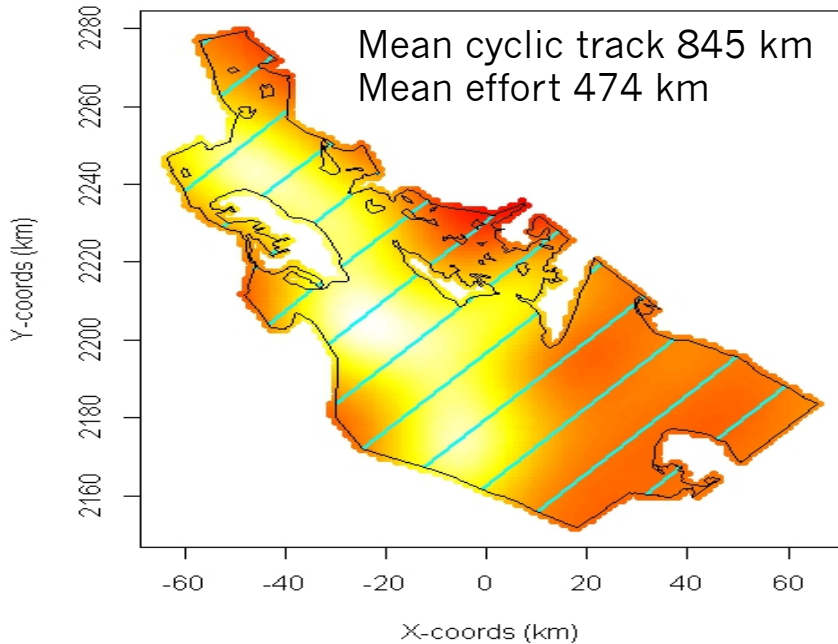 Mean cyclic track 845 km
Mean effort 474 km
2280
2260
2240
2220
2200
2180
2160
Y-coords (km)
-60 -40 -20 0 20 40 60
X-coords (km)